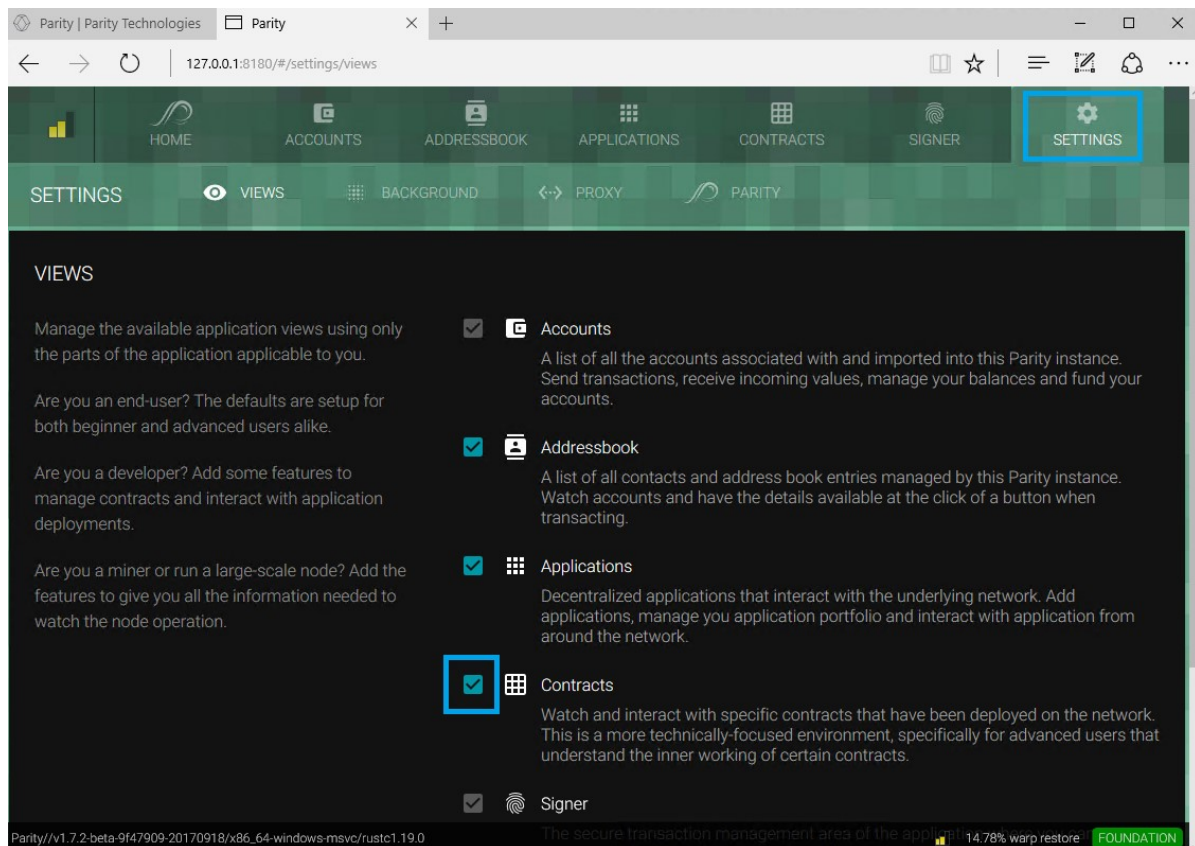 Parity | Parity Technologies
Parity
127.0.0.1:8180/#/settings/views
HOME
ACCOUNTS
ADDRESSBOOK
APPLICATIONS
CONTRACTS
SIGNER
SETTINGS
SETTINGS
VIEWS
BACKGROUND
PROXY
PARITY
VIEWS
Manage the available application views using only
the parts of the application applicable to you.
Are you an end-user? The defaults are setup for
both beginner and advanced users alike.
Are you a developer? Add some features to
manage contracts and interact with application
deployments.
Are you a miner or run a large-scale node? Add the
features to give you all the information needed to
watch the node operation.
Accounts
A list of all the accounts associated with and imported into this Parity instance.
Send transactions, receive incoming values, manage your balances and fund your
accounts.
Addressbook
A list of all contacts and address book entries managed by this Parity instance.
Watch accounts and have the details available at the click of a button when
transacting.
Applications
Decentralized applications that interact with the underlying network. Add
applications, manage you application portfolio and interact with application from
around the network.
Contracts
Watch and interact with specific contracts that have been deployed on the network.
This is a more technically-focused environment, specifically for advanced users that
understand the inner working of certain contracts.
Signer
The secure transaction management area of the
Parity//v1.7.2-beta-9f47909-20170918/x86_64-windows-msvc/rustc1.19.0
14.78% warp restore
FOUNDATION